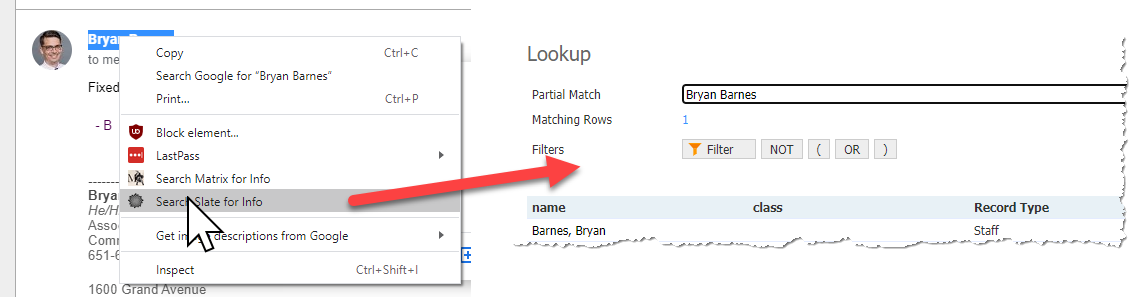 Bryan
to me
Fixed
- B
Brya
He/H
Asso
Comm
651-6
1600 Grand Avenue
Copy Ctrl+C
Search Google for “Bryan Barnes”
Print... Ctrl+P
Block element...
LastPass
Search Matrix for Info
Search Slate for Info
Get im descriptions from Google
Inspect Ctrl+Shift+I
Lookup
Partial Match Bryan Barnes
Matching Rows 1
Filters Filter NOT ( OR )
name class Record Type
Barnes, Bryan Staff